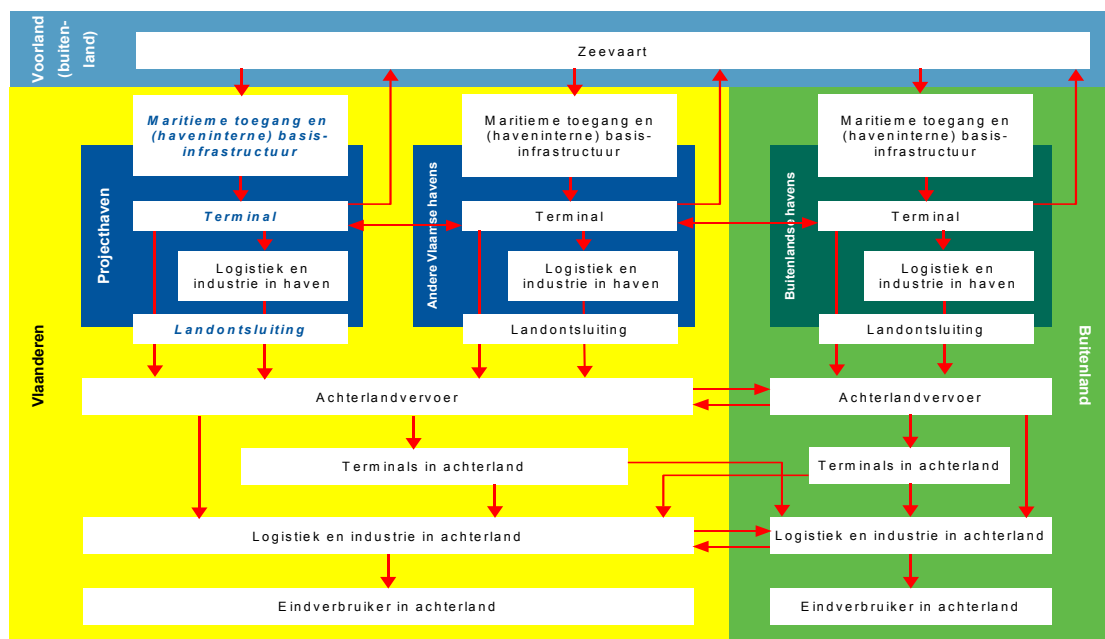 Voorland
(buiten-
land)
Zeevaart
Maritieme toegang en
(haveninterne) basis-
infrastructuur
Maritieme toegang en
(haveninterne) basis-
infrastructuur
Maritieme toegang en
(haveninterne) basis-
infrastructuur
Projecthaven
Terminal
Logistiek en
industrie in haven
Landontsluiting
Andere Vlaamse havens
Terminal
Logistiek en
industrie in haven
Landontsluiting
Buitenlandse havens
Terminal
Logistiek en
industrie in haven
Landontsluiting
Vlaanderen
Buitenland
Achterlandvervoer
Achterlandvervoer
Terminals in achterland
Terminals in achterland
Logistiek en industrie in achterland
Logistiek en industrie in achterland
Eindverbruiker in achterland
Eindverbruiker in achterland